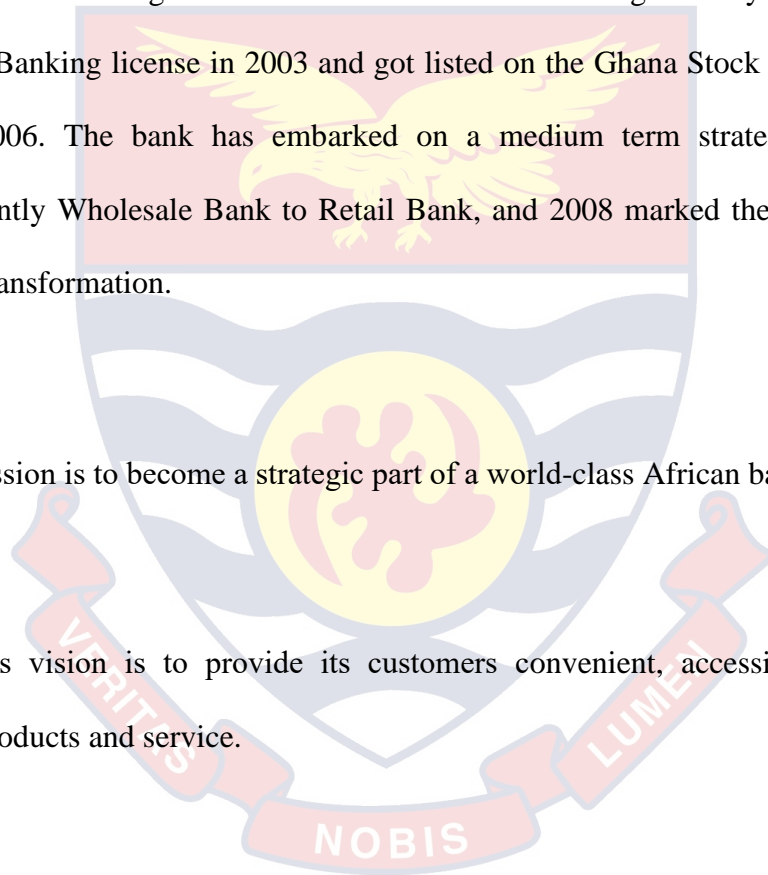 Banking license in 2003 and got listed on the Ghana Stock
006. The bank has embarked on a medium term strate
ntly Wholesale Bank to Retail Bank, and 2008 marked the
ansformation.
ssion is to become a strategic part of a world-class African ba
s vision is to provide its customers convenient, accessi
oducts and service.
VERITAS
NOBIS
LUMEN